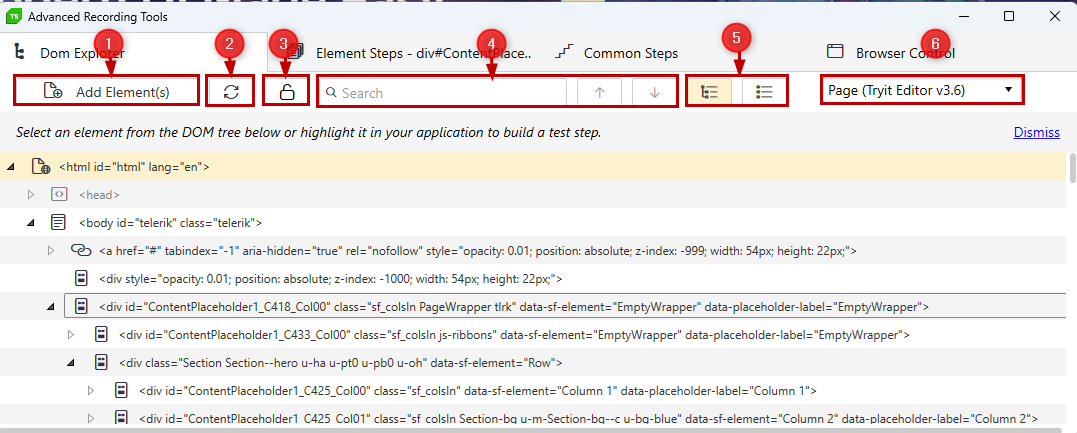 TS Advanced Recording Tools
1 2 3 4 5 6
Dom Explorer Element Steps - div#ContentPlace.. Common Steps Browser Control
Add Element(s) Search Page (Tryit Editor v3.6)
Select an element from the DOM tree below or highlight it in your application to build a test step. Dismiss
<html id="html" lang="en">
<head>
<body id="telerik" class="telerik">
<a href="#" tabindex="-1" aria-hidden="true" rel="nofollow" style="opacity: 0.01; position: absolute; z-index: -999; width: 54px; height: 22px;">
<div style="opacity: 0.01; position: absolute; z-index: -1000; width: 54px; height: 22px;">
<div id="ContentPlaceholder1_C418_Col00" class="sf_colsIn PageWrapper tlrk" data-sf-element="EmptyWrapper" data-placeholder-label="EmptyWrapper">
<div id="ContentPlaceholder1_C433_Col00" class="sf_colsIn js-ribbons" data-sf-element="EmptyWrapper" data-placeholder-label="EmptyWrapper">
<div class="Section Section--hero u-ha u-pt0 u-pb0 u-oh" data-sf-element="Row">
<div id="ContentPlaceholder1_C425_Col00" class="sf_colsIn" data-sf-element="Column 1" data-placeholder-label="Column 1">
<div id="ContentPlaceholder1_C425_Col01" class="sf_colsIn Section-bg u-m-Section-bg--c u-bg-blue" data-sf-element="Column 2" data-placeholder-label="Column 2">